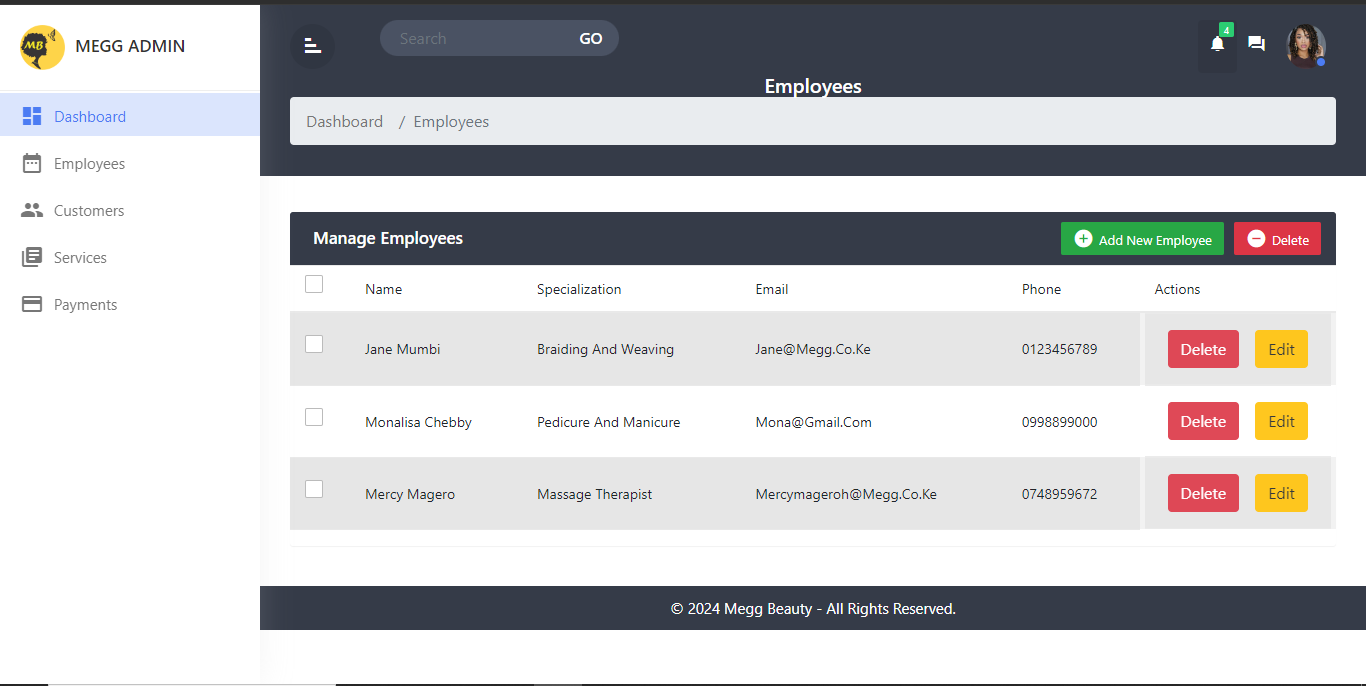 MB
MEGG ADMIN
Dashboard
Employees
Customers
Services
Payments
Search GO
4
Employees
Dashboard / Employees
Manage Employees
Add New Employee
Delete
Name Specialization Email Phone Actions
Jane Mumbi Braiding And Weaving Jane@Megg.Co.Ke 0123456789 Delete Edit
Monalisa Chebby Pedicure And Manicure Mona@Gmail.Com 0998899000 Delete Edit
Mercy Magero Massage Therapist Mercymageroh@Megg.Co.Ke 0748959672 Delete Edit
© 2024 Megg Beauty - All Rights Reserved.